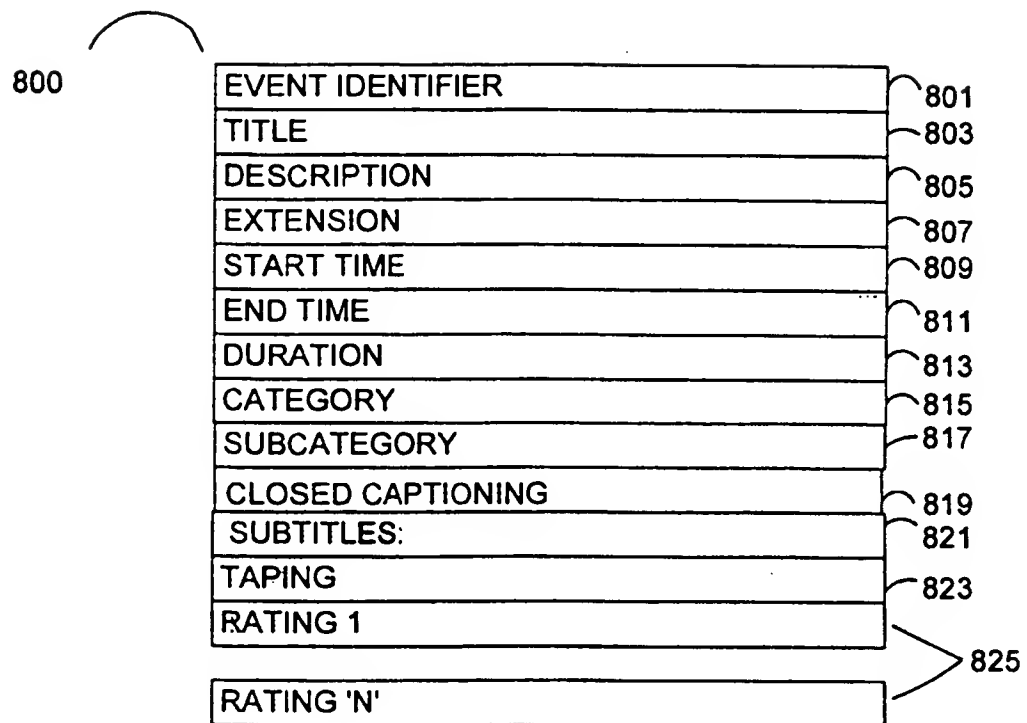 800
EVENT IDENTIFIER 801
TITLE 803
DESCRIPTION 805
EXTENSION 807
START TIME 809
END TIME 811
DURATION 813
CATEGORY 815
SUBCATEGORY 817
CLOSED CAPTIONING 819
SUBTITLES: 821
TAPING 823
RATING 1
825
RATING 'N'